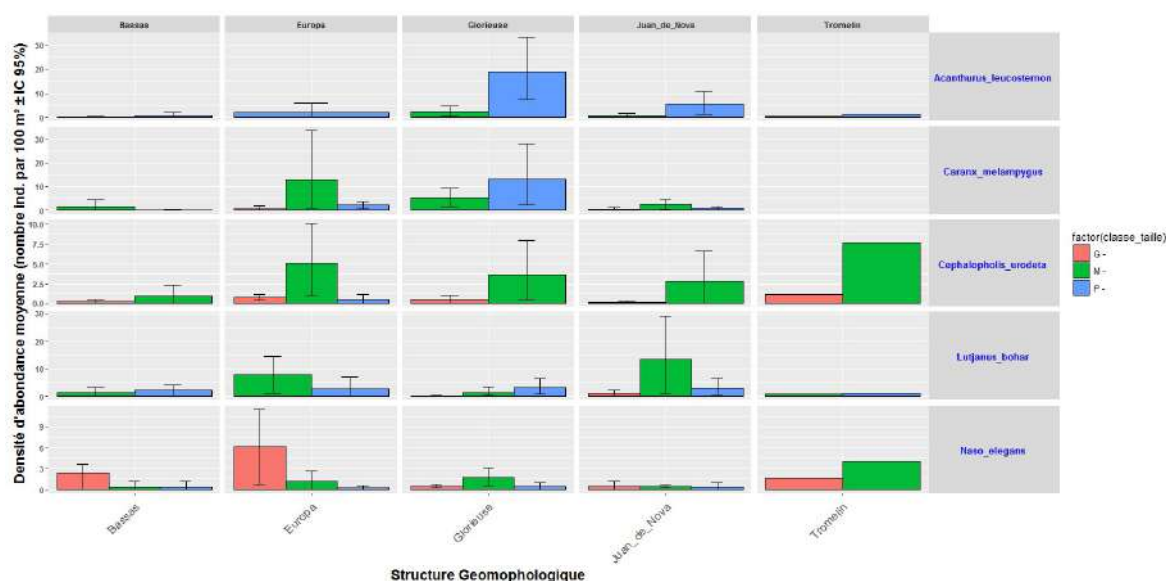 Bassas Europa Glorieuse Juan_de_Nova Tromelin
Densité d'abondance moyenne (nombre Ind. par 100 m² ± IC 95%)
30
20
10
0
Acanthurus_leucosternon
30
20
10
0
Caranx_melampygus
10.0
7.5
5.0
2.5
0.0
Cephalopholis_urodeta
30
20
10
0
Lutjanus_bohar
9
6
3
0
Naso_elegans
Bassas Europa Glorieuse Juan_de_Nova Tromelin
Structure Geomophologique
factor(classe_taille)
G -
M -
P -